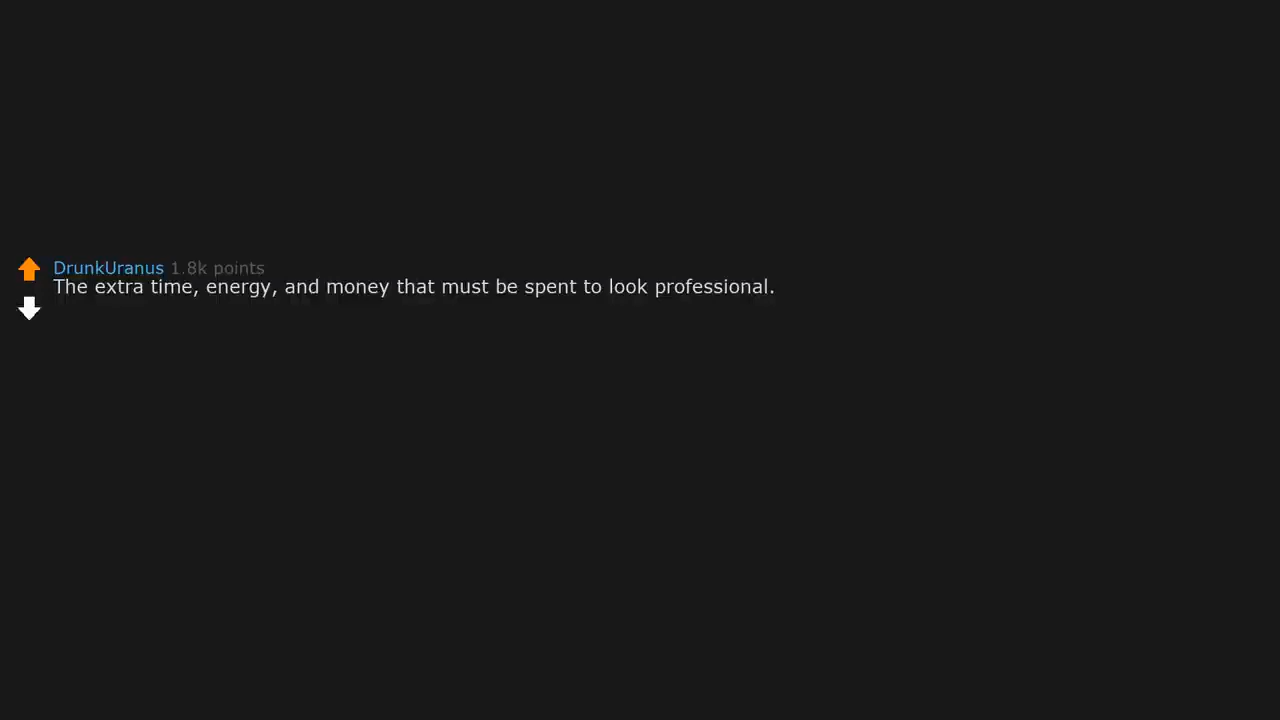 DrunkUranus 1.8k points
The extra time, energy, and money that must be spent to look professional.